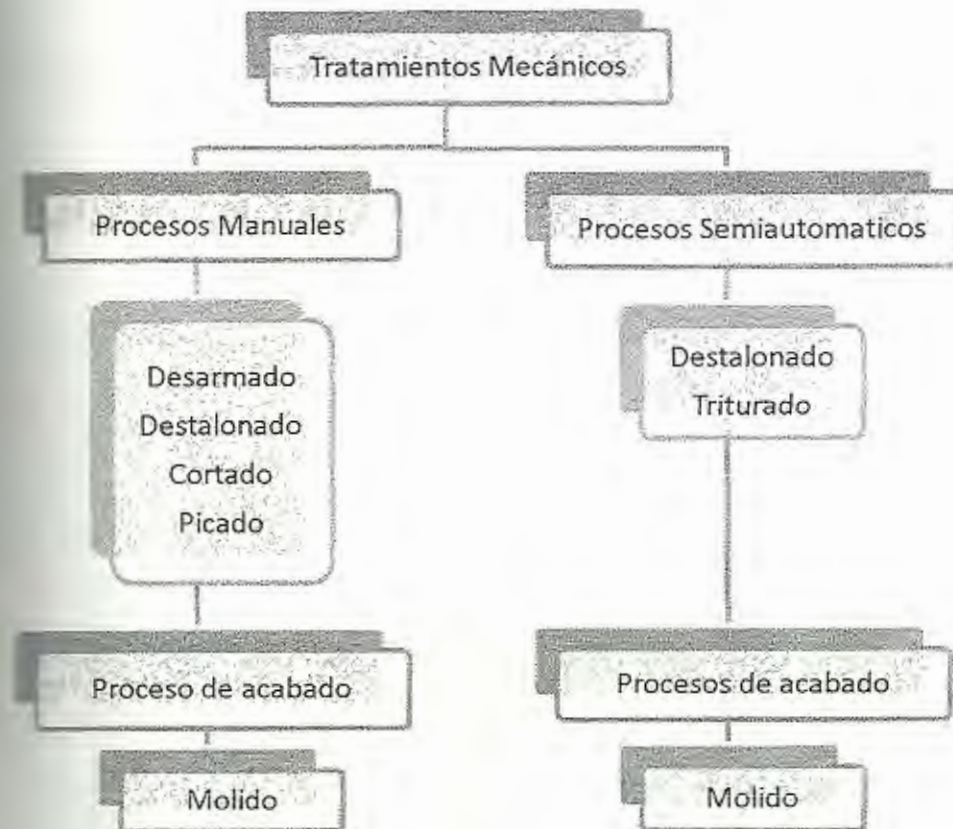 Tratamientos Mecánicos
Procesos Manuales
Procesos Semiautomaticos
Desarmado
Destalonado
Cortado
Picado
Destalonado
Triturado
Proceso de acabado
Procesos de acabado
Molido
Molido